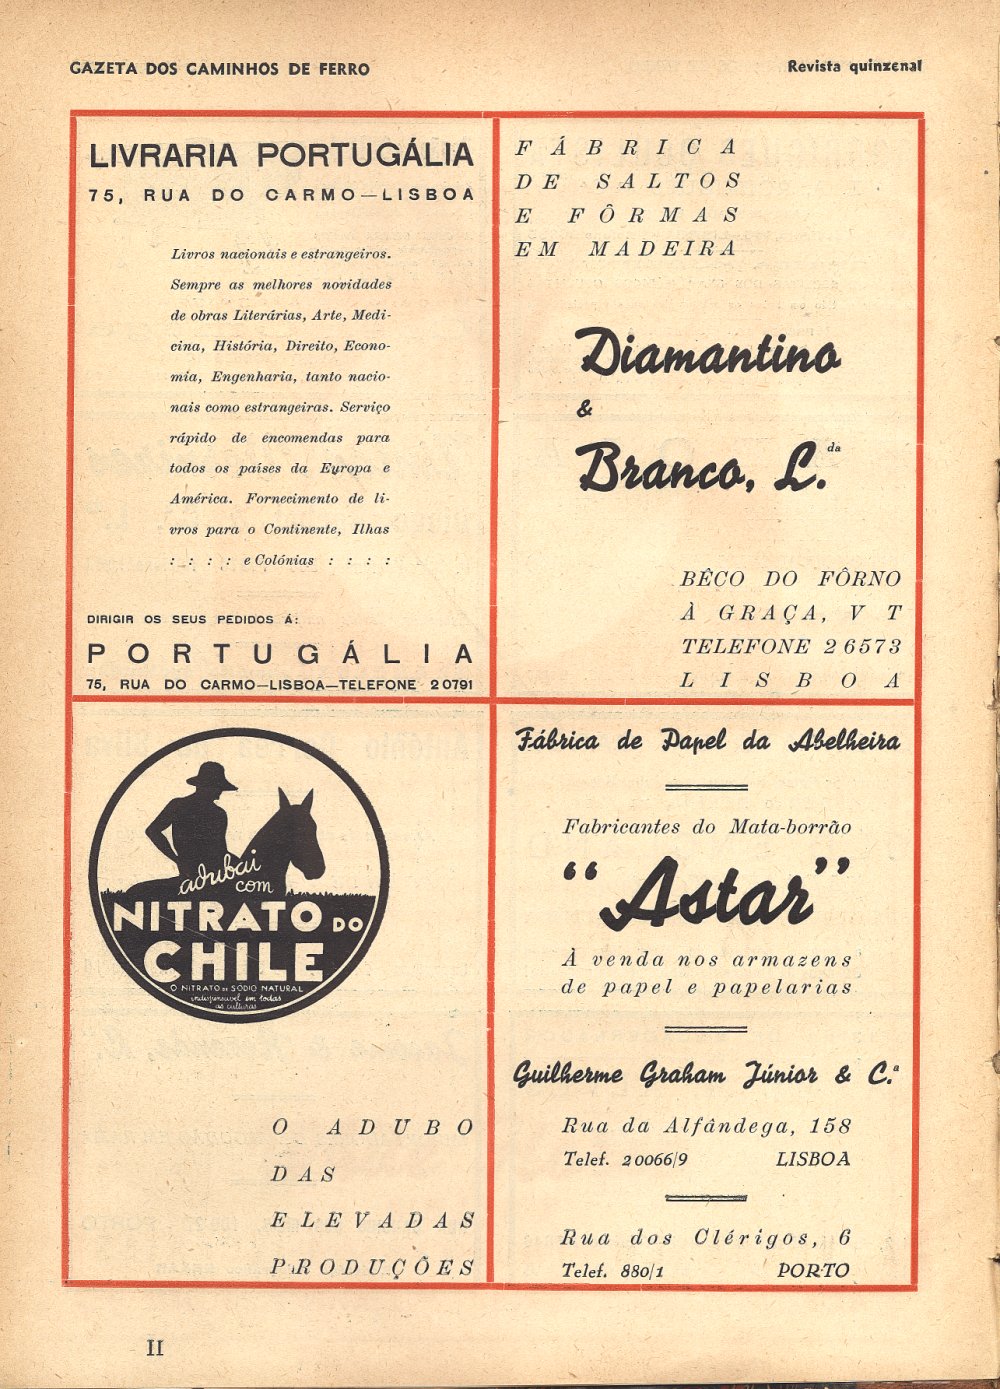 GAZETA DOS CAMINHOS DE FERRO
Revista quinzenal
LIVRARIA PORTUGÁLIA
75, RUA DO CARMO—LISBOA
Livros nacionais e estrangeiros.
Sempre as melhores novidades
de obras Literárias, Arte, Medi-
cina, História, Direito, Econo-
mia, Engenharia, tanto nacio-
nais como estrangeiras. Serviço
rápido de encomendas para
todos os países da Europa e
América. Fornecimento de li-
vros para o Continente, Ilhas
: : : : e Colónias : : : :
DIRIGIR OS SEUS PEDIDOS Á:
PORTUGÁLIA
75, RUA DO CARMO—LISBOA—TELEFONE 20791
FÁBRICA
DE SALTOS
E FÔRMAS
EM MADEIRA
Diamantino
&
Branco, L.da
BÊCO DO FÔRNO
À GRAÇA, V T
TELEFONE 26573
LISBOA
adubai
com
NITRATO DO
CHILE
O NITRATO DE SÓDIO NATURAL
indispensavel em todas
as culturas
O ADUBO
DAS
ELEVADAS
PRODUÇÕES
Fábrica de Papel da Abelheira
Fabricantes do Mata-borrão
“Astar”
À venda nos armazens
de papel e papelarias
Guilherme Graham Júnior & C.ª
Rua da Alfândega, 158
Telef. 20066/9 LISBOA
Rua dos Clérigos, 6
Telef. 880/1 PORTO
II